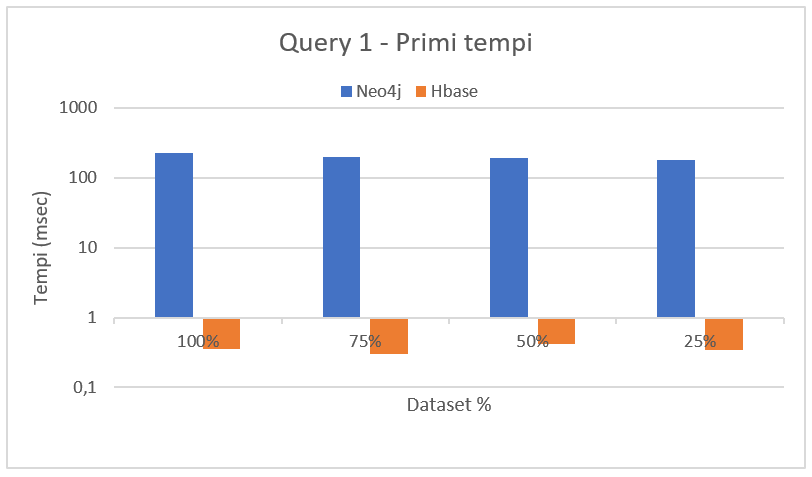 Query 1 - Primi tempi
Neo4j Hbase
1000
100
10
1
0,1
Tempi (msec)
100% 75% 50% 25%
Dataset %